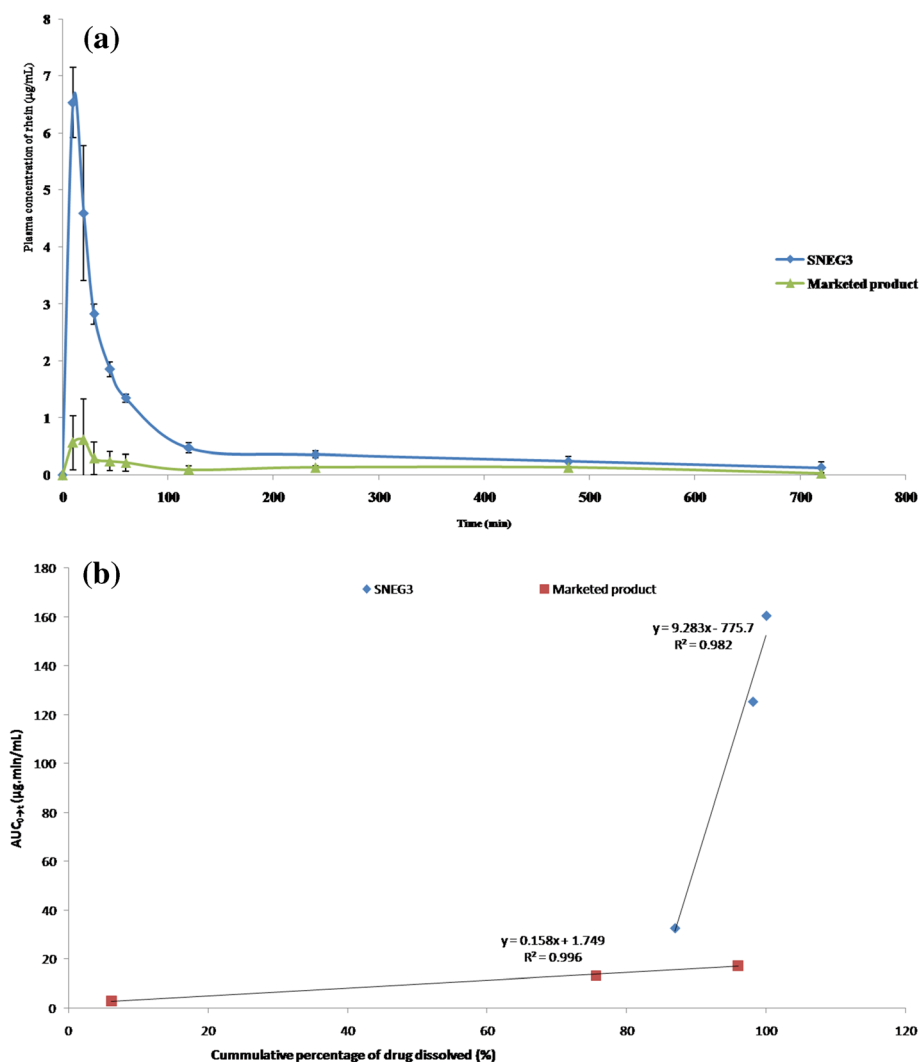 (a)
Plasma concentration of rhein (µg/mL)
8
7
6
5
4
3
2
1
0
0 100 200 300 400 500 600 700 800
Time (min)
SNEG3
Marketed product
(b)
SNEG3 Marketed product
AUC0→t (µg.min/mL)
180
160
140
120
100
80
60
40
20
0
y = 9.283x - 775.7
R² = 0.982
y = 0.158x + 1.749
R² = 0.996
0 20 40 60 80 100 120
Cummulative percentage of drug dissolved (%)